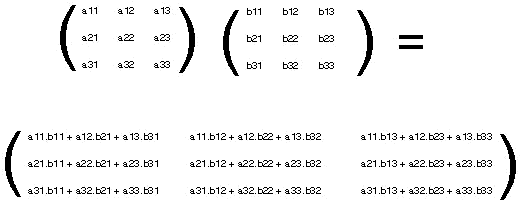 a11 a12 a13 b11 b12 b13
a21 a22 a23 b21 b22 b23 =
a31 a32 a33 b31 b32 b33
a11.b11 + a12.b21 + a13.b31 a11.b12 + a12.b22 + a13.b32 a11.b13 + a12.b23 + a13.b33
a21.b11 + a22.b21 + a23.b31 a21.b12 + a22.b22 + a23.b32 a21.b13 + a22.b23 + a23.b33
a31.b11 + a32.b21 + a33.b31 a31.b12 + a32.b22 + a33.b32 a31.b13 + a32.b23 + a33.b33